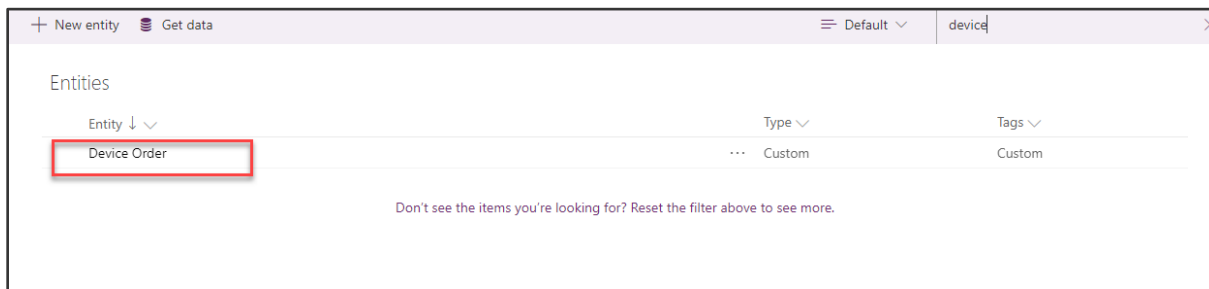 New entity Get data Default device
Entities
Entity Type Tags
Device Order ... Custom Custom
Don't see the items you're looking for? Reset the filter above to see more.